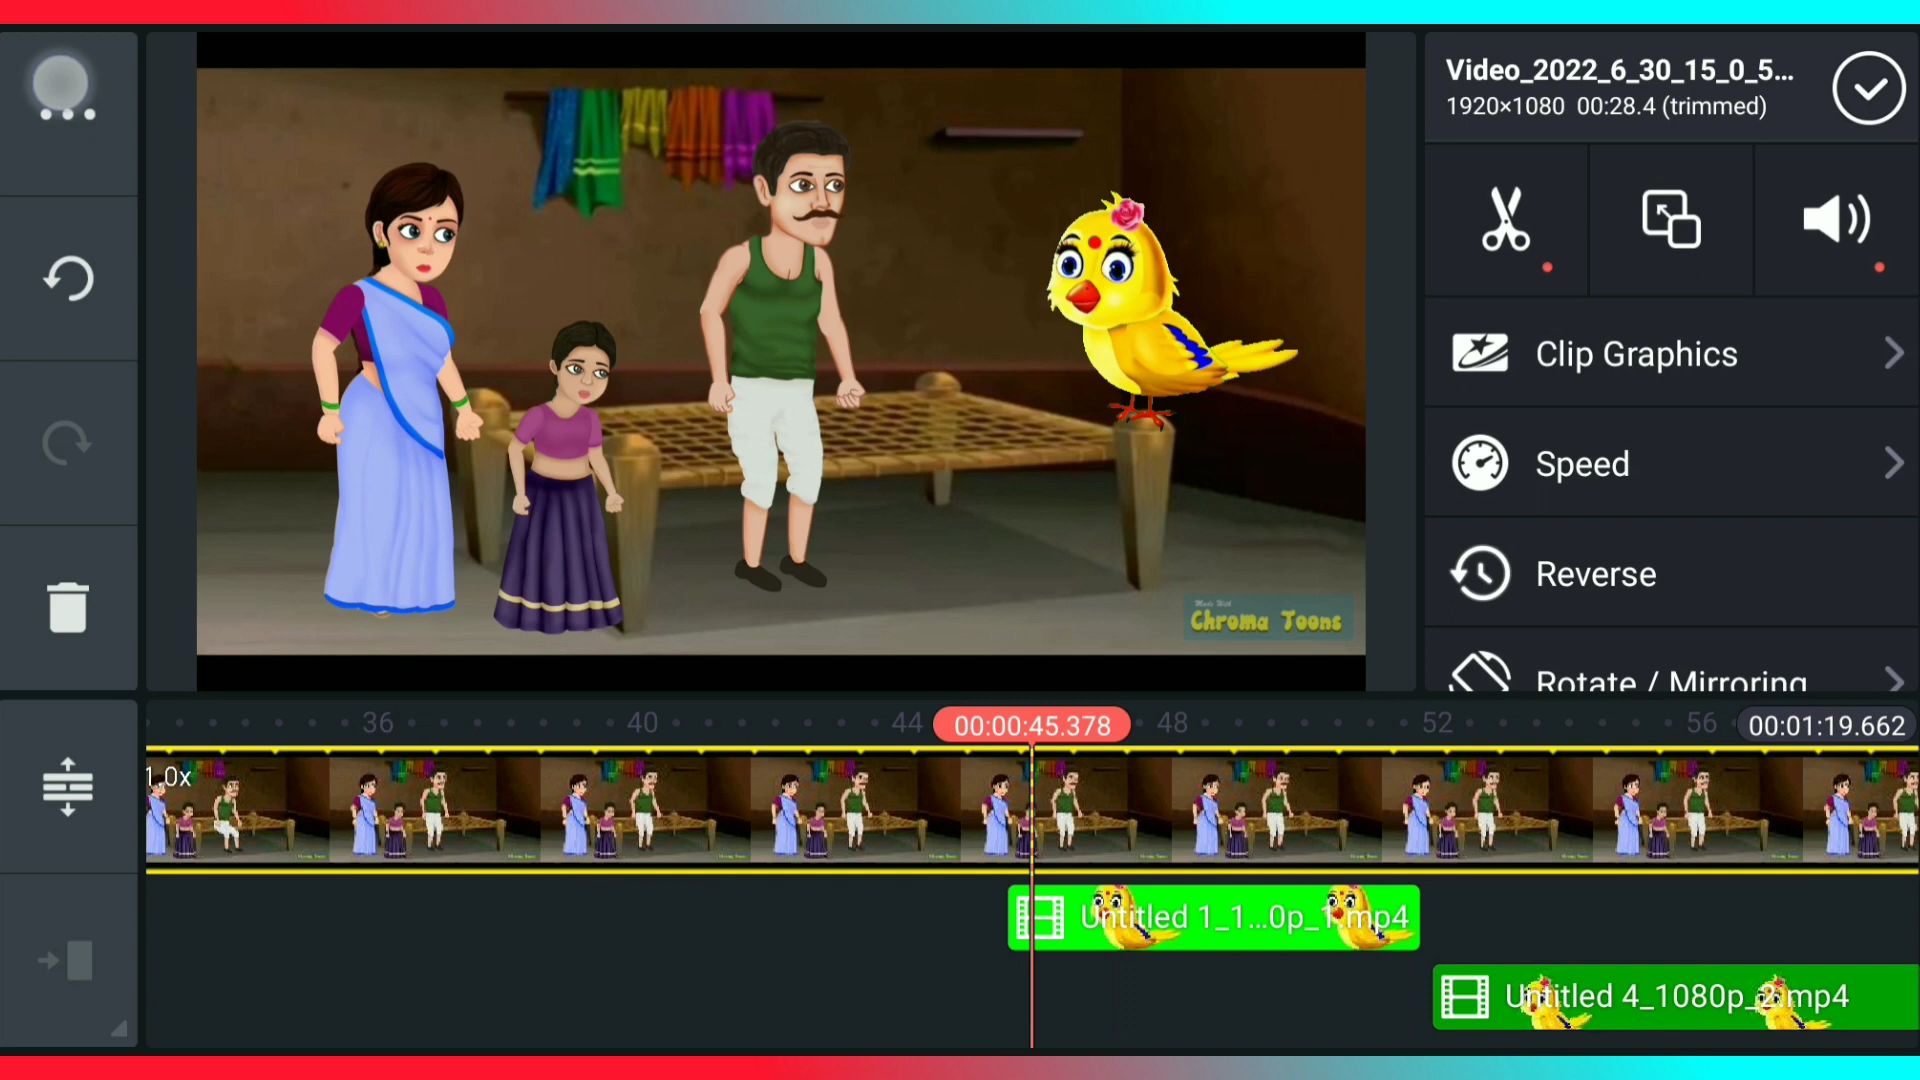 Video_2022_6_30_15_0_5...
1920×1080 00:28.4 (trimmed)
Clip Graphics
Speed
Reverse
Rotate / Mirroring
Made With
Chroma Toons
36
40
44
00:00:45.378
48
52
56
00:01:19.662
1.0x
Untitled 1_1...0p_1.mp4
Untitled 4_1080p_2.mp4